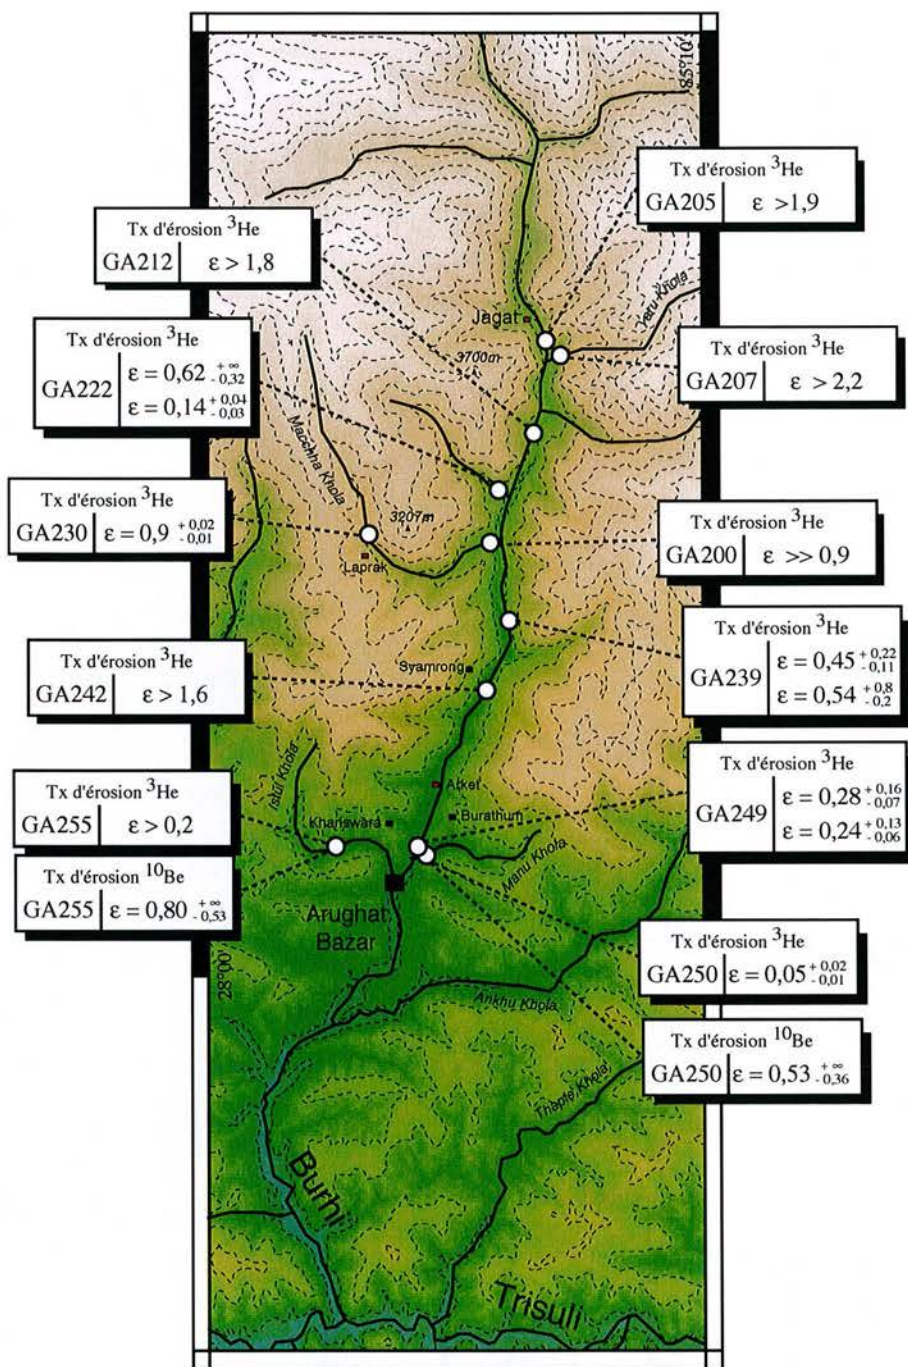 85°10'
Tx d'érosion ³He
GA205 ε >1,9
Tx d'érosion ³He
GA212 ε > 1,8
Jagat
Yaru Khola
Tx d'érosion ³He
GA222 ε = 0,62 +∞ -0,32
ε = 0,14 +0,04 -0,03
3700m
Tx d'érosion ³He
GA207 ε > 2,2
Macchha Khola
Tx d'érosion ³He
GA230 ε = 0,9 +0,02 -0,01
3207m
Laprak
Tx d'érosion ³He
GA200 ε >> 0,9
Tx d'érosion ³He
GA239 ε = 0,45 +0,22 -0,11
ε = 0,54 +0,8 -0,2
Tx d'érosion ³He
GA242 ε > 1,6
Syamrong
Tx d'érosion ³He
GA249 ε = 0,28 +0,16 -0,07
ε = 0,24 +0,13 -0,06
Istul Khola
Arket
Tx d'érosion ³He
GA255 ε > 0,2
Khanswara
Burathum
Manu Khola
Tx d'érosion ¹⁰Be
GA255 ε = 0,80 +∞ -0,53
Arughat
Bazar
28°00'
Tx d'érosion ³He
GA250 ε = 0,05 +0,02 -0,01
Ankhu Khola
Tx d'érosion ¹⁰Be
GA250 ε = 0,53 +∞ -0,36
Thople Khola
Burhi
Trisuli